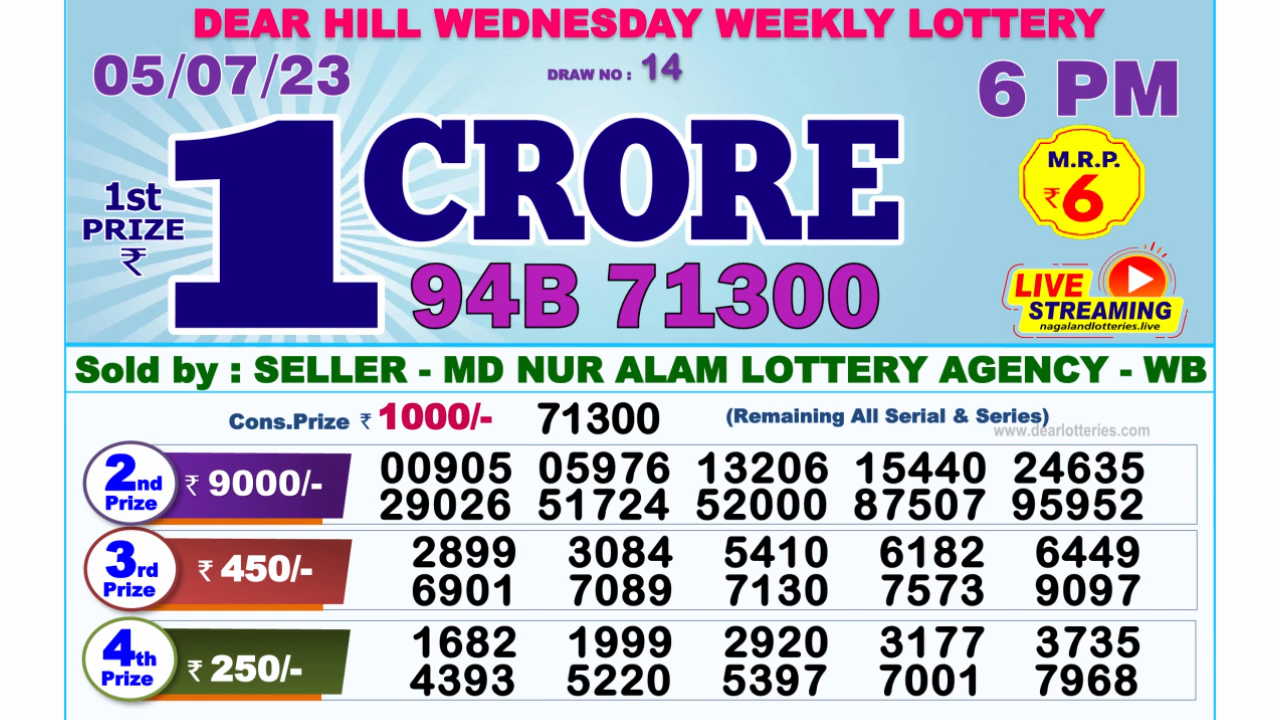 DEAR HILL WEDNESDAY WEEKLY LOTTERY
05/07/23
DRAW NO : 14
6 PM
1st
PRIZE
₹
1 CRORE
M.R.P.
₹6
94B 71300
LIVE
STREAMING
nagalandlotteries.live
Sold by : SELLER - MD NUR ALAM LOTTERY AGENCY - WB
Cons.Prize ₹ 1000/- 71300 (Remaining All Serial & Series)
www.dearlotteries.com
2nd Prize ₹ 9000/-
00905 05976 13206 15440 24635
29026 51724 52000 87507 95952
3rd Prize ₹ 450/-
2899 3084 5410 6182 6449
6901 7089 7130 7573 9097
4th Prize ₹ 250/-
1682 1999 2920 3177 3735
4393 5220 5397 7001 7968